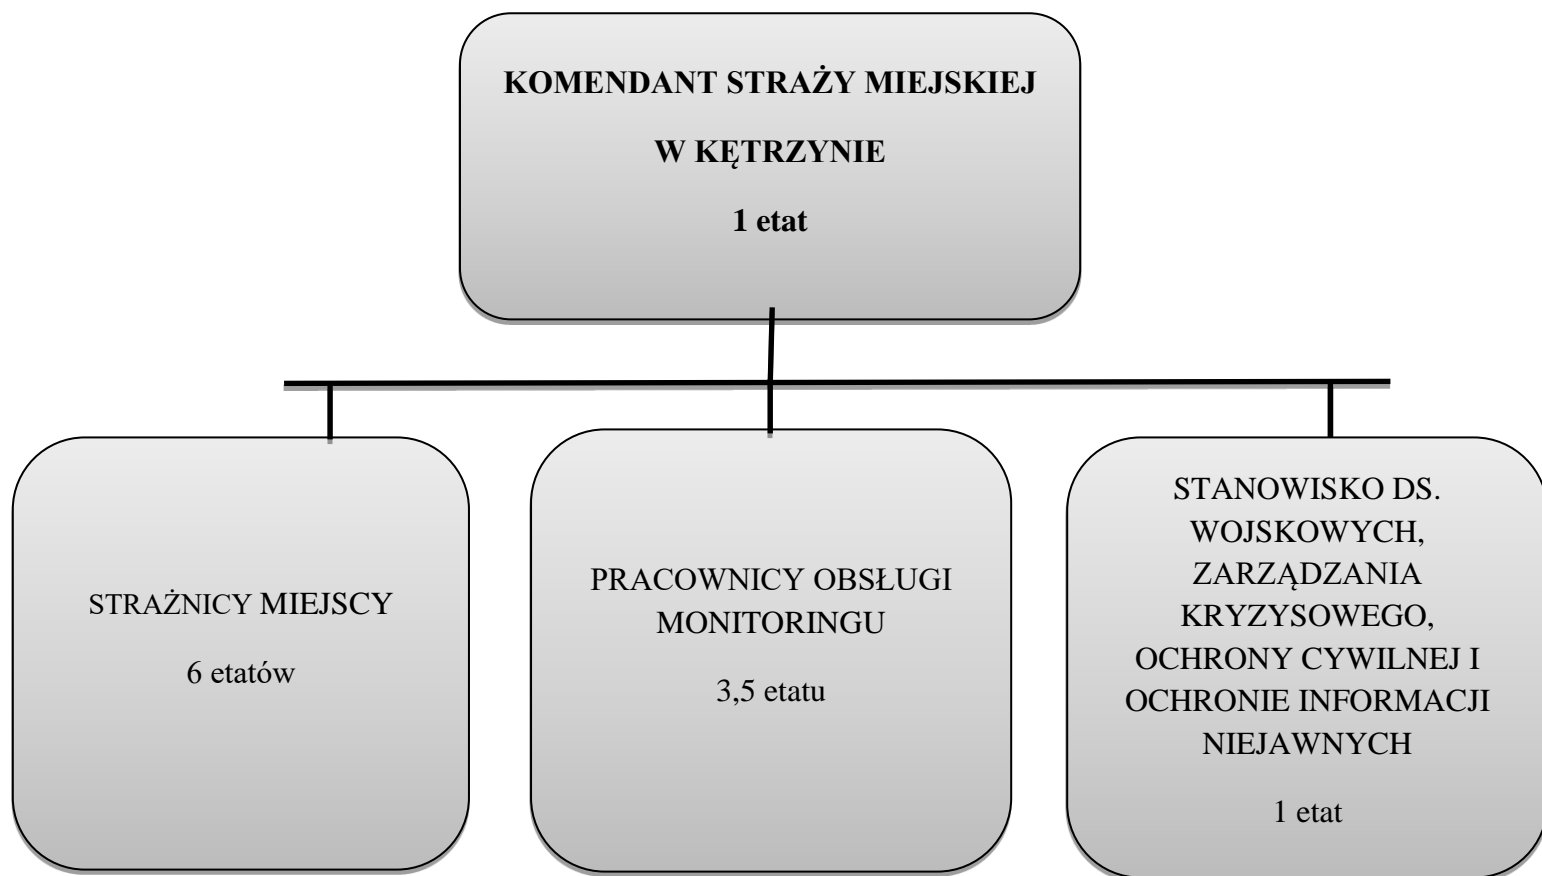 KOMENDANT STRAŻY MIEJSKIEJ
W KĘTRZYNIE
1 etat
STRAŻNICY MIEJSCY
6 etatów
PRACOWNICY OBSŁUGI
MONITORINGU
3,5 etatu
STANOWISKO DS.
WOJSKOWYCH,
ZARZĄDZANIA
KRYZYSOWEGO,
OCHRONY CYWILNEJ I
OCHRONIE INFORMACJI
NIEJAWNYCH
1 etat